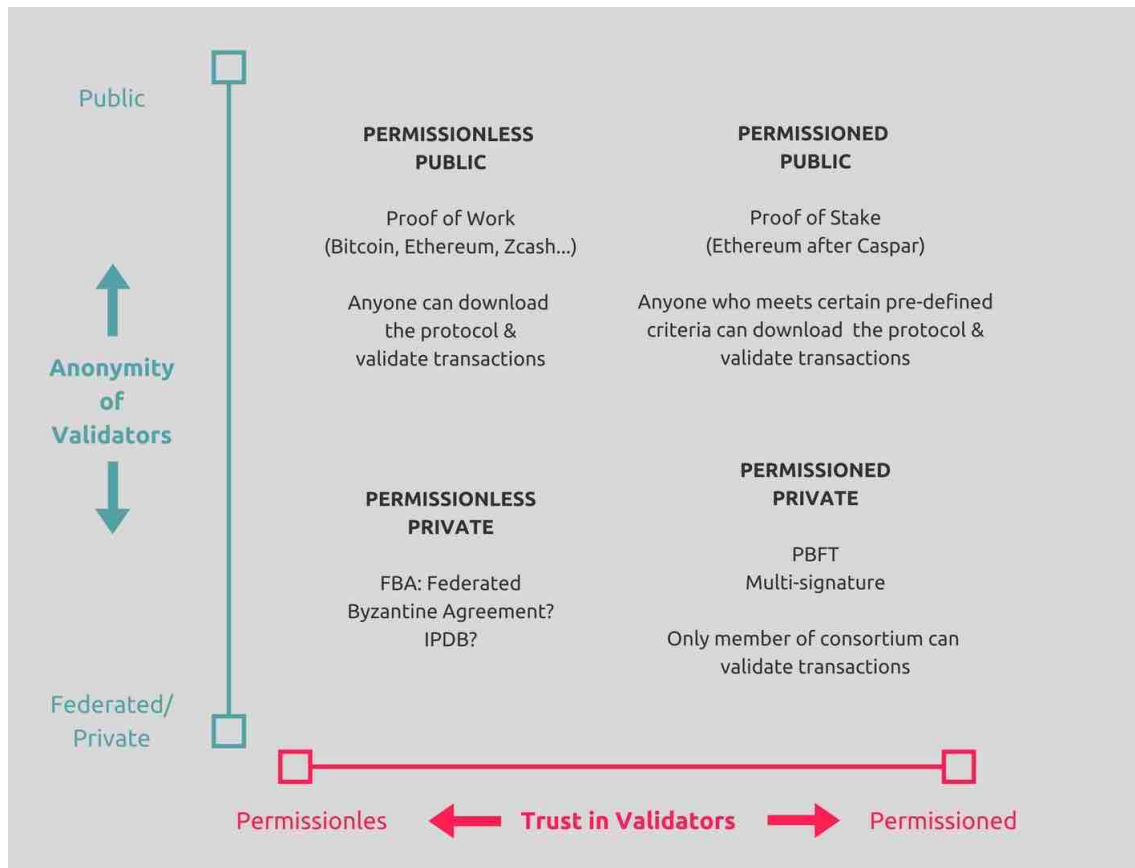 Public
PERMISSIONLESS
PUBLIC
Proof of Work
(Bitcoin, Ethereum, Zcash...)
Anyone can download
the protocol &
validate transactions
PERMISSIONED
PUBLIC
Proof of Stake
(Ethereum after Caspar)
Anyone who meets certain pre-defined
criteria can download the protocol &
validate transactions
Anonymity
of
Validators
PERMISSIONLESS
PRIVATE
FBA: Federated
Byzantine Agreement?
IPDB?
PERMISSIONED
PRIVATE
PBFT
Multi-signature
Only member of consortium can
validate transactions
Federated/
Private
Permissionles
Trust in Validators
Permissioned